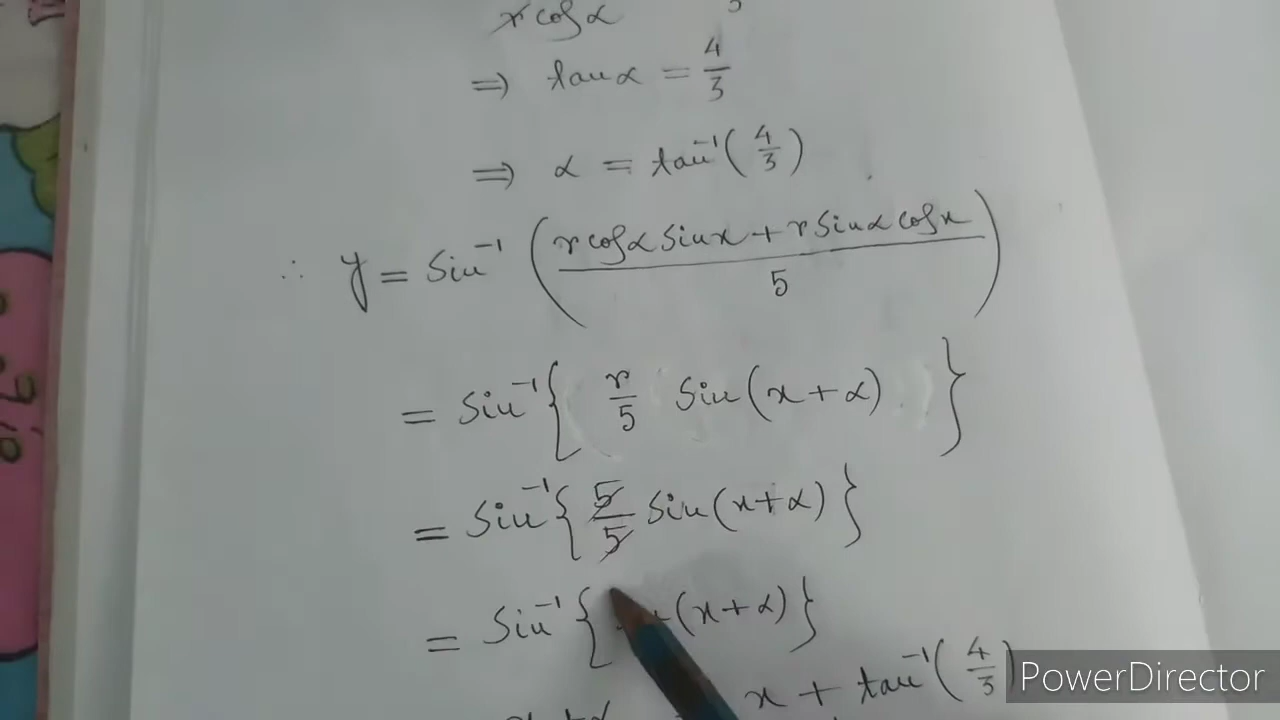 r cos α
⇒ tan α = 4/3
⇒ α = tan⁻¹(4/3)
∴ y = Sin⁻¹ ( (r cos α Sin x + r Sin α cos x) / 5 )
= Sin⁻¹ { r/5 Sin(x + α) }
= Sin⁻¹ { 5/5 Sin(x + α) }
= Sin⁻¹ { (x + α) }
x + tan⁻¹(4/3)
PowerDirector